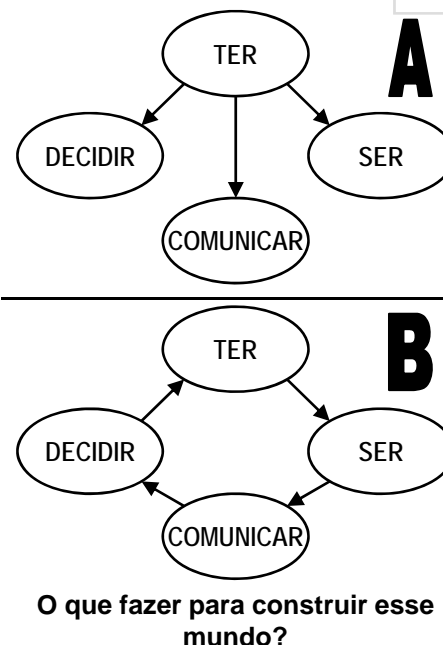 TER
A
DECIDIR
SER
COMUNICAR
TER
B
DECIDIR
SER
COMUNICAR
O que fazer para construir esse
mundo?